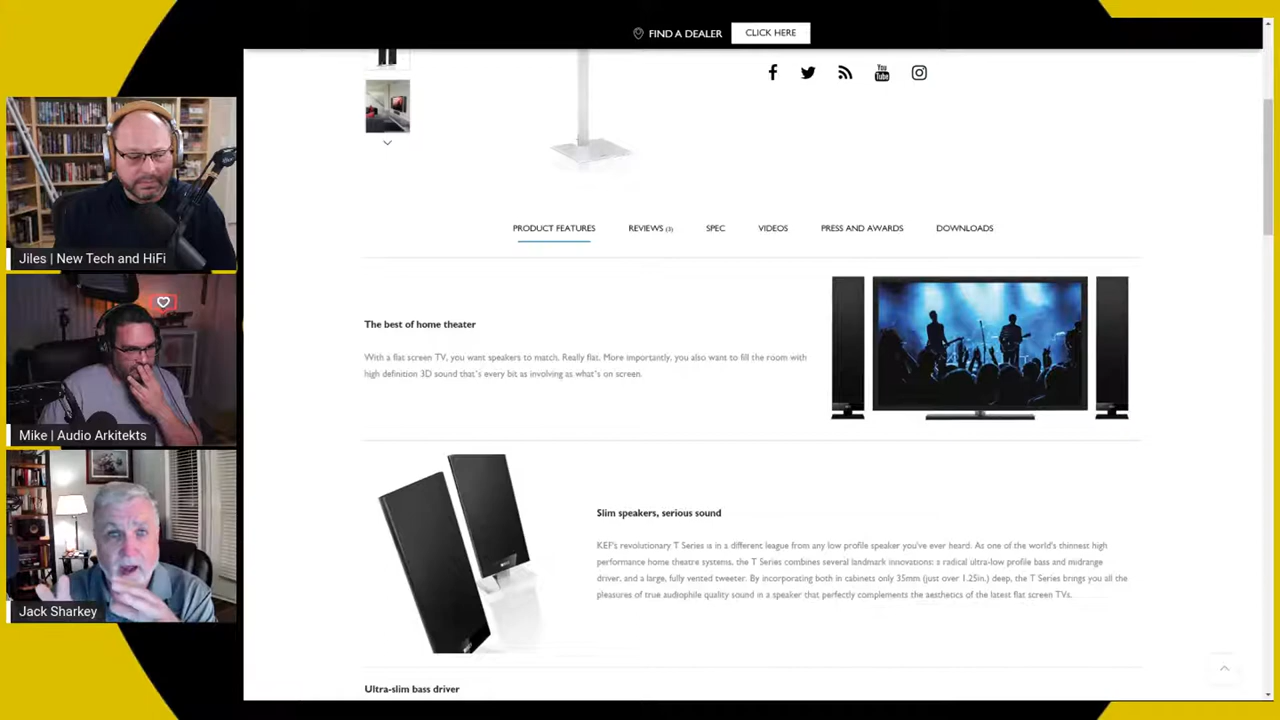 FIND A DEALER
CLICK HERE
You
Tube
PRODUCT FEATURES
REVIEWS (3)
SPEC
VIDEOS
PRESS AND AWARDS
DOWNLOADS
Jiles | New Tech and HiFi
The best of home theater
With a flat screen TV, you want speakers to match. Really flat. More importantly, you also want to fill the room with
high definition 3D sound that's every bit as involving as what's on screen.
Mike | Audio Arkitekts
Slim speakers, serious sound
KEF's revolutionary T Series is in a different league from any low profile speaker you've ever heard. As one of the world's thinnest high
performance home theatre systems, the T Series combines several landmark innovations: a radical ultra-low profile bass and midrange
driver, and a large, fully vented tweeter. By incorporating both in cabinets only 35mm (just over 1.25in.) deep, the T Series brings you all the
pleasures of true audiophile quality sound in a speaker that perfectly complements the aesthetics of the latest flat screen TVs.
Jack Sharkey
Ultra-slim bass driver